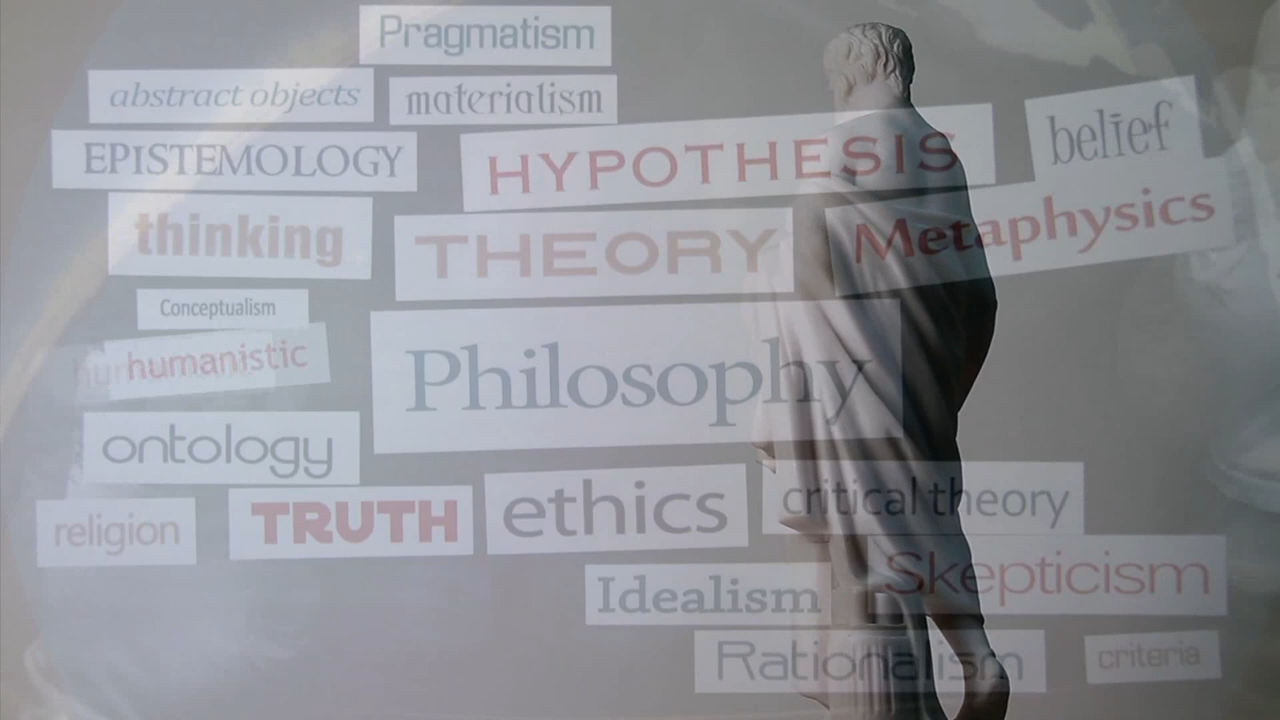 Pragmatism
abstract objects
materialism
EPISTEMOLOGY
HYPOTHESIS
belief
thinking
THEORY
Metaphysics
Conceptualism
humanistic
Philosophy
ontology
religion
TRUTH
ethics
critical theory
Idealism
Skepticism
Rationalism
criteria